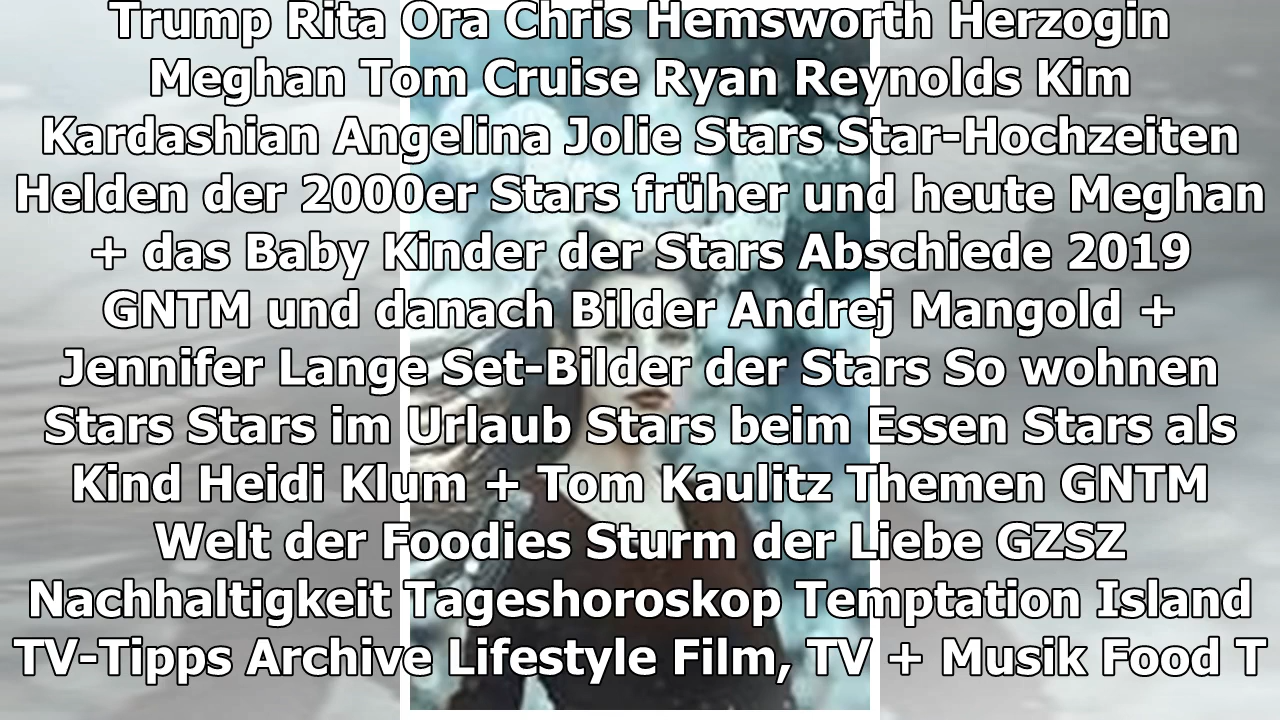 Trump Rita Ora Chris Hemsworth Herzogin
Meghan Tom Cruise Ryan Reynolds Kim
Kardashian Angelina Jolie Stars Star-Hochzeiten
Helden der 2000er Stars früher und heute Meghan
+ das Baby Kinder der Stars Abschiede 2019
GNTM und danach Bilder Andrej Mangold +
Jennifer Lange Set-Bilder der Stars So wohnen
Stars Stars im Urlaub Stars beim Essen Stars als
Kind Heidi Klum + Tom Kaulitz Themen GNTM
Welt der Foodies Sturm der Liebe GZSZ
Nachhaltigkeit Tageshoroskop Temptation Island
TV-Tipps Archive Lifestyle Film, TV + Musik Food T